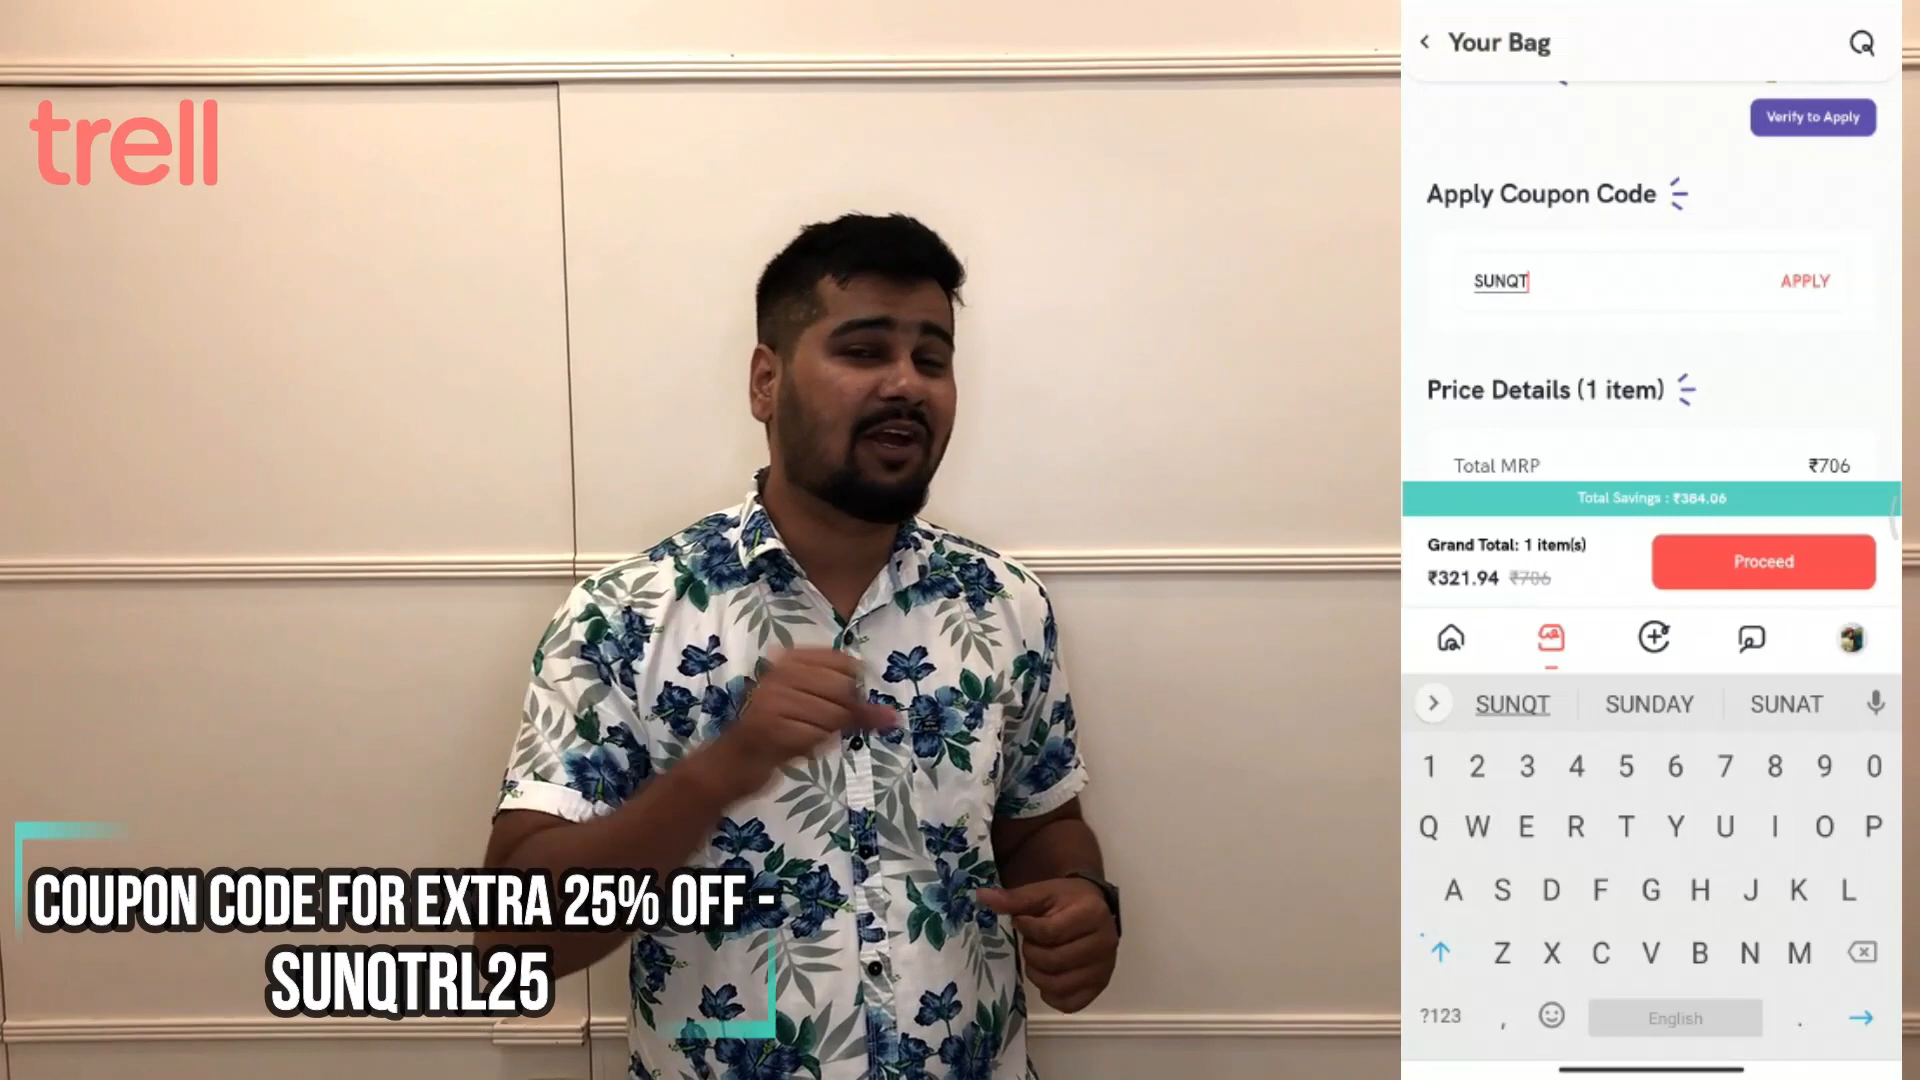 trell
COUPON CODE FOR EXTRA 25% OFF -
SUNQTRL25
Your Bag
Verify to Apply
Apply Coupon Code
SUNQT APPLY
Price Details (1 item)
Total MRP ₹706
Total Savings : ₹384.06
Grand Total: 1 item(s)
₹321.94 ₹706
Proceed
SUNQT SUNDAY SUNAT
1 2 3 4 5 6 7 8 9 0
Q W E R T Y U I O P
A S D F G H J K L
Z X C V B N M
?123 , English .